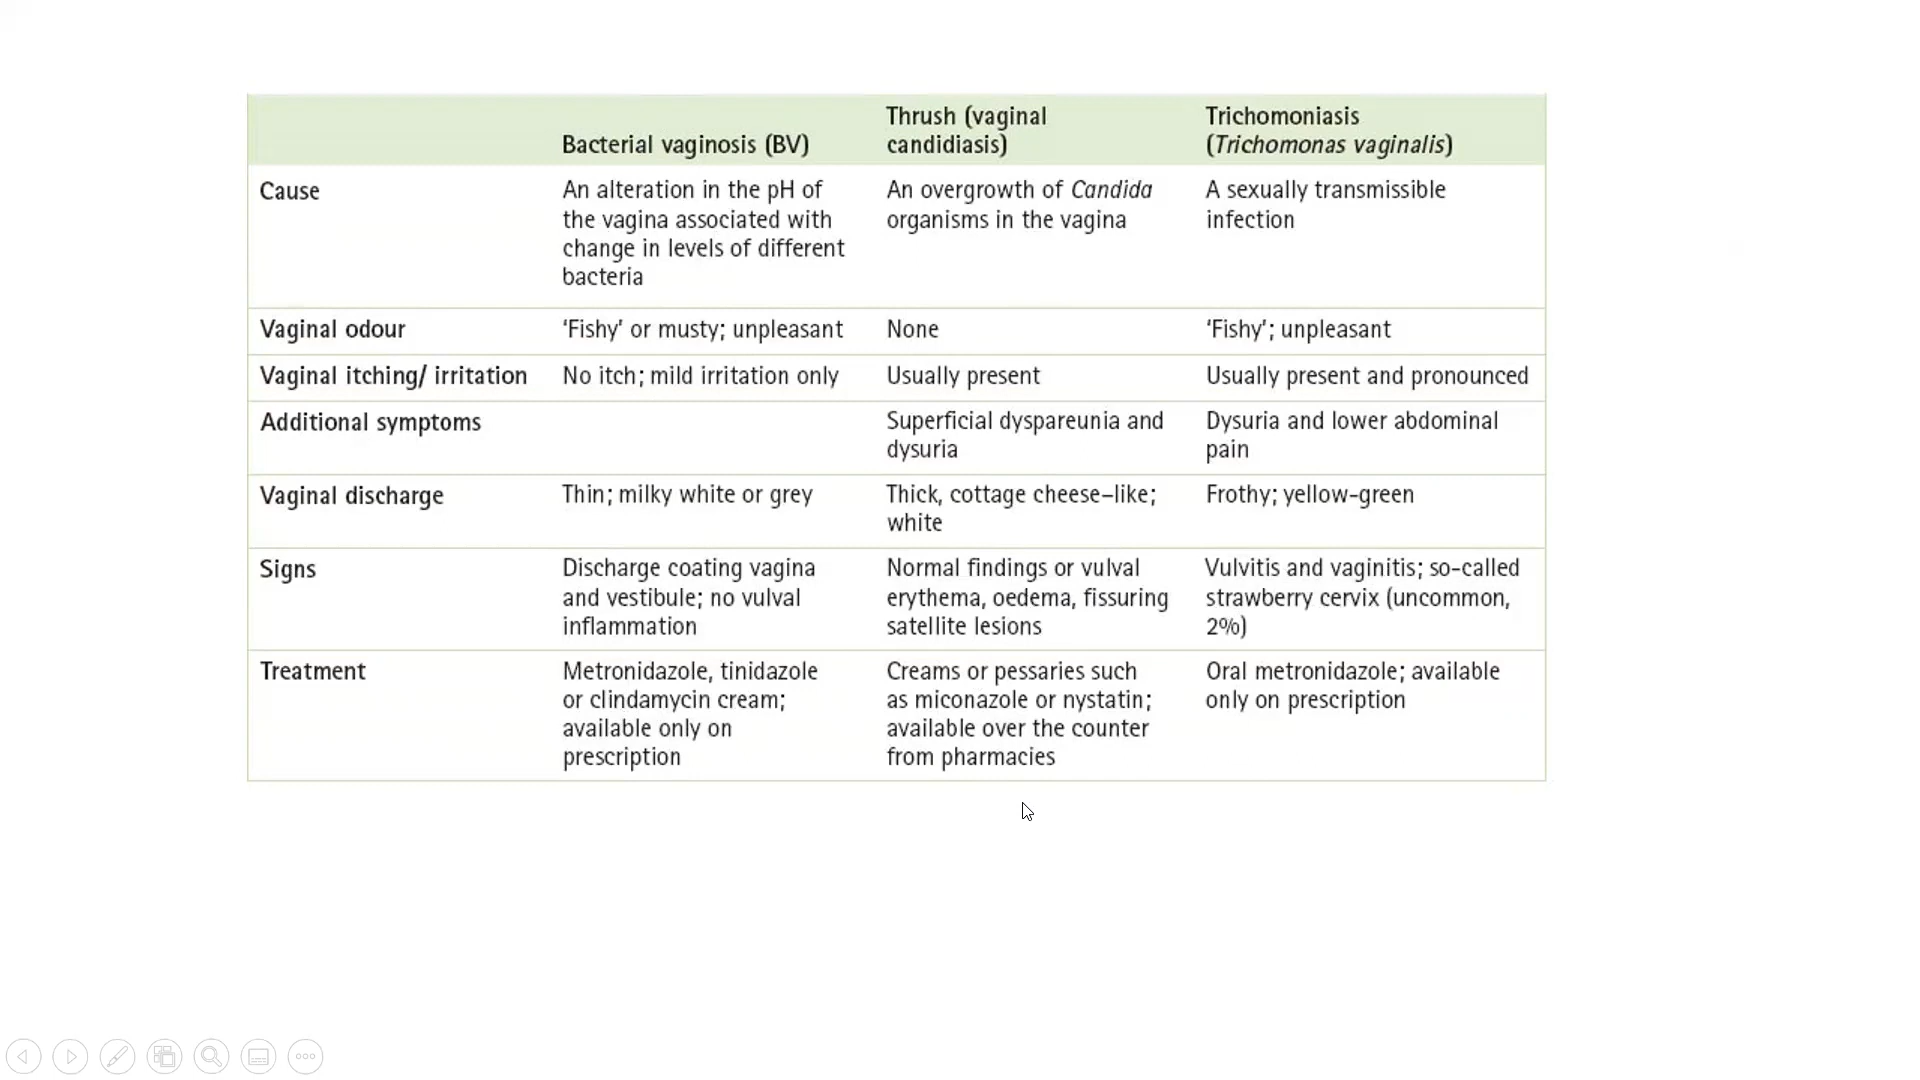 Bacterial vaginosis (BV)
Thrush (vaginal
candidiasis)
Trichomoniasis
(Trichomonas vaginalis)
Cause
An alteration in the pH of
the vagina associated with
change in levels of different
bacteria
An overgrowth of Candida
organisms in the vagina
A sexually transmissible
infection
Vaginal odour
‘Fishy’ or musty; unpleasant
None
‘Fishy’; unpleasant
Vaginal itching/ irritation
No itch; mild irritation only
Usually present
Usually present and pronounced
Additional symptoms
Superficial dyspareunia and
dysuria
Dysuria and lower abdominal
pain
Vaginal discharge
Thin; milky white or grey
Thick, cottage cheese–like;
white
Frothy; yellow-green
Signs
Discharge coating vagina
and vestibule; no vulval
inflammation
Normal findings or vulval
erythema, oedema, fissuring
satellite lesions
Vulvitis and vaginitis; so-called
strawberry cervix (uncommon,
2%)
Treatment
Metronidazole, tinidazole
or clindamycin cream;
available only on
prescription
Creams or pessaries such
as miconazole or nystatin;
available over the counter
from pharmacies
Oral metronidazole; available
only on prescription